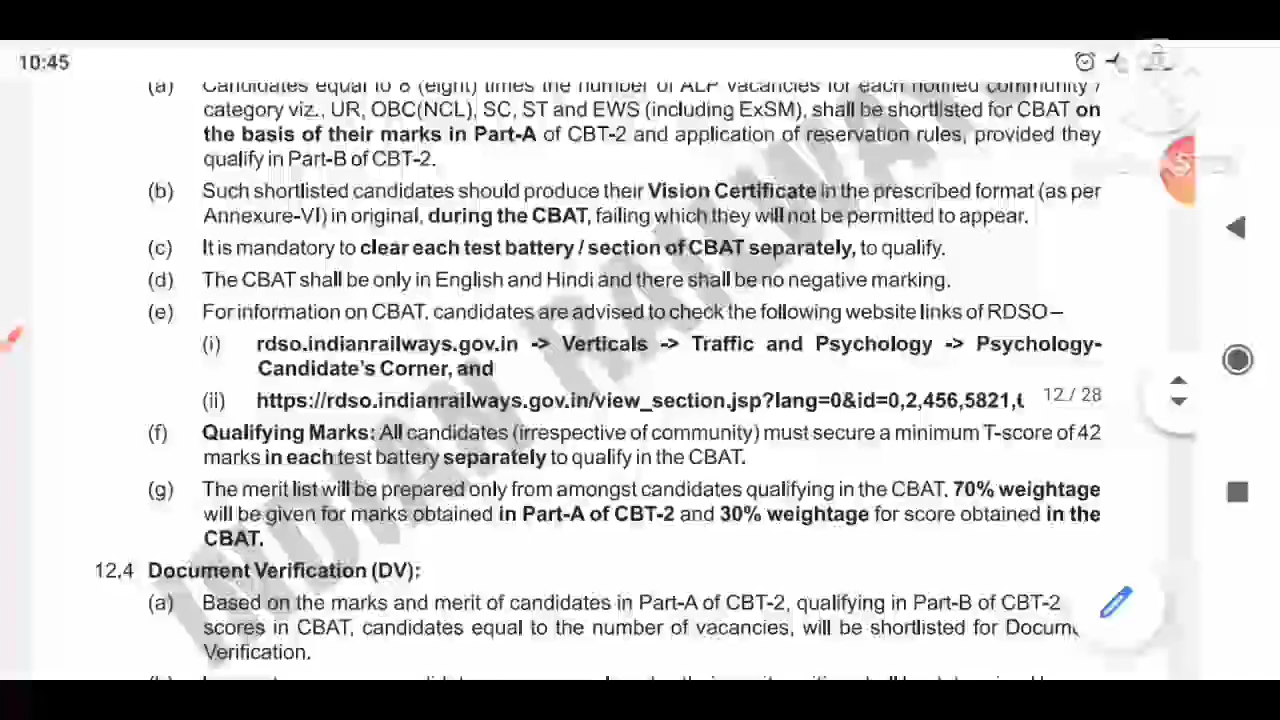 10:45
(a) Candidates equal to 8 (eight) times the number of ALP vacancies for each notified community /
category viz., UR, OBC(NCL), SC, ST and EWS (including ExSM), shall be shortlisted for CBAT on
the basis of their marks in Part-A of CBT-2 and application of reservation rules, provided they
qualify in Part-B of CBT-2.
(b) Such shortlisted candidates should produce their Vision Certificate in the prescribed format (as per
Annexure-VI) in original, during the CBAT, failing which they will not be permitted to appear.
(c) It is mandatory to clear each test battery / section of CBAT separately, to qualify.
(d) The CBAT shall be only in English and Hindi and there shall be no negative marking.
(e) For information on CBAT, candidates are advised to check the following website links of RDSO –
(i) rdso.indianrailways.gov.in -> Verticals -> Traffic and Psychology -> Psychology-
Candidate's Corner, and
(ii) https://rdso.indianrailways.gov.in/view_section.jsp?lang=0&id=0,2,456,5821,
12 / 28
(f) Qualifying Marks: All candidates (irrespective of community) must secure a minimum T-score of 42
marks in each test battery separately to qualify in the CBAT.
(g) The merit list will be prepared only from amongst candidates qualifying in the CBAT. 70% weightage
will be given for marks obtained in Part-A of CBT-2 and 30% weightage for score obtained in the
CBAT.
12.4 Document Verification (DV):
(a) Based on the marks and merit of candidates in Part-A of CBT-2, qualifying in Part-B of CBT-2
scores in CBAT, candidates equal to the number of vacancies, will be shortlisted for Docum
Verification.
INDIAN RAILWAY